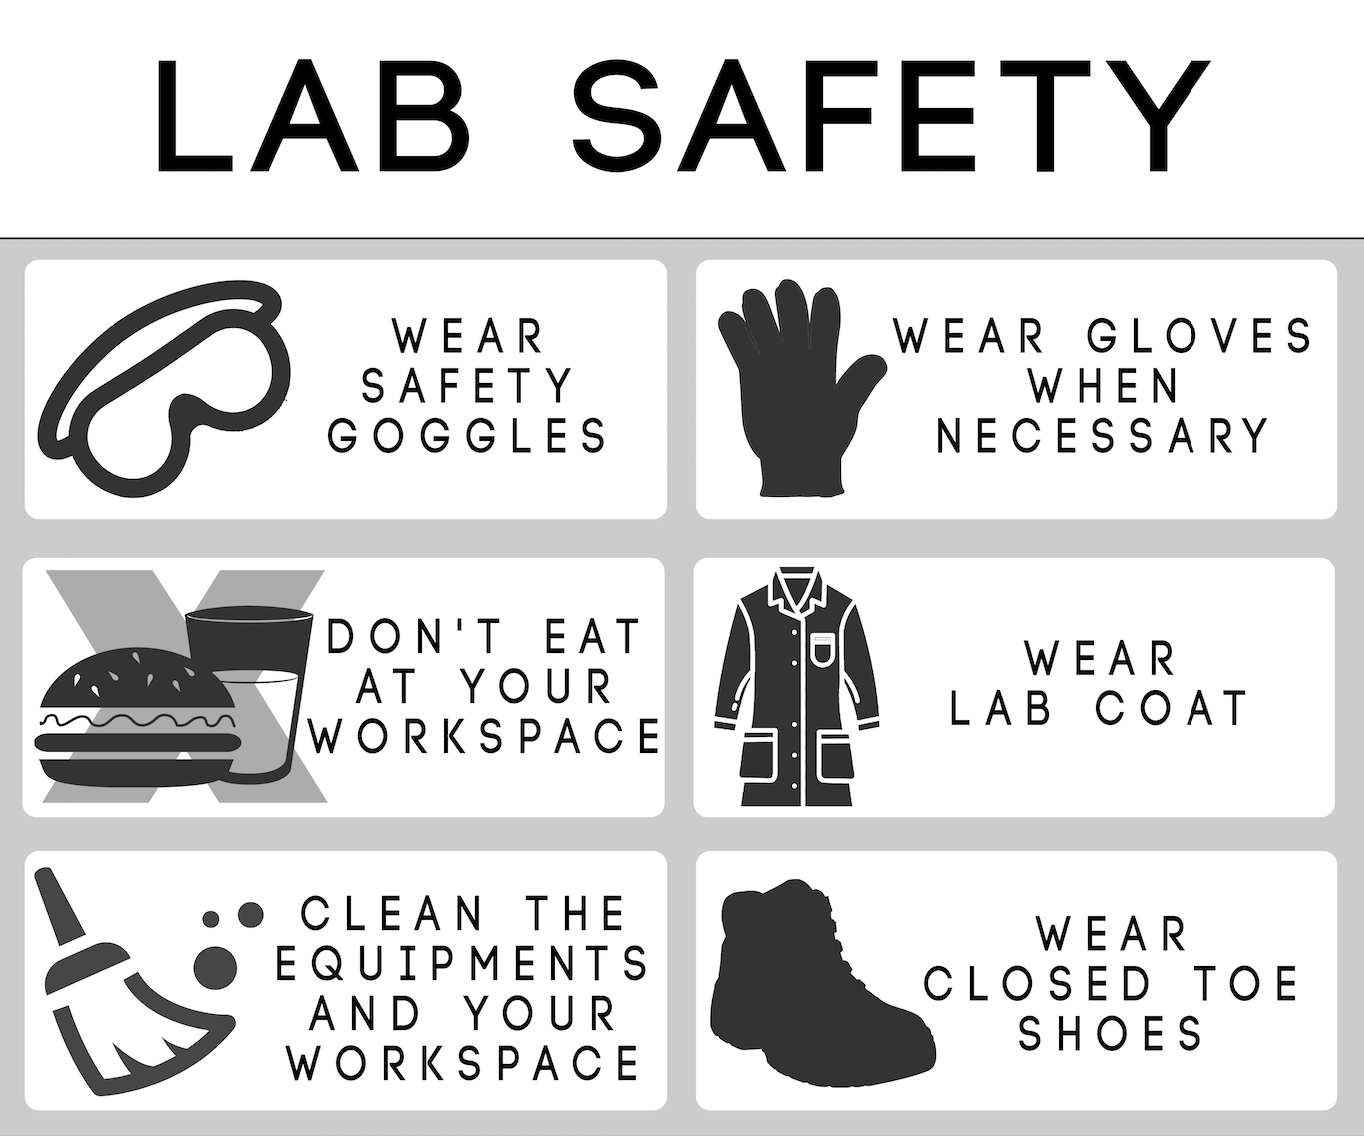 LAB SAFETY
WEAR
SAFETY
GOGGLES
WEAR GLOVES
WHEN
NECESSARY
DON'T EAT
AT YOUR
WORKSPACE
WEAR
LAB COAT
CLEAN THE
EQUIPMENTS
AND YOUR
WORKSPACE
WEAR
CLOSED TOE
SHOES